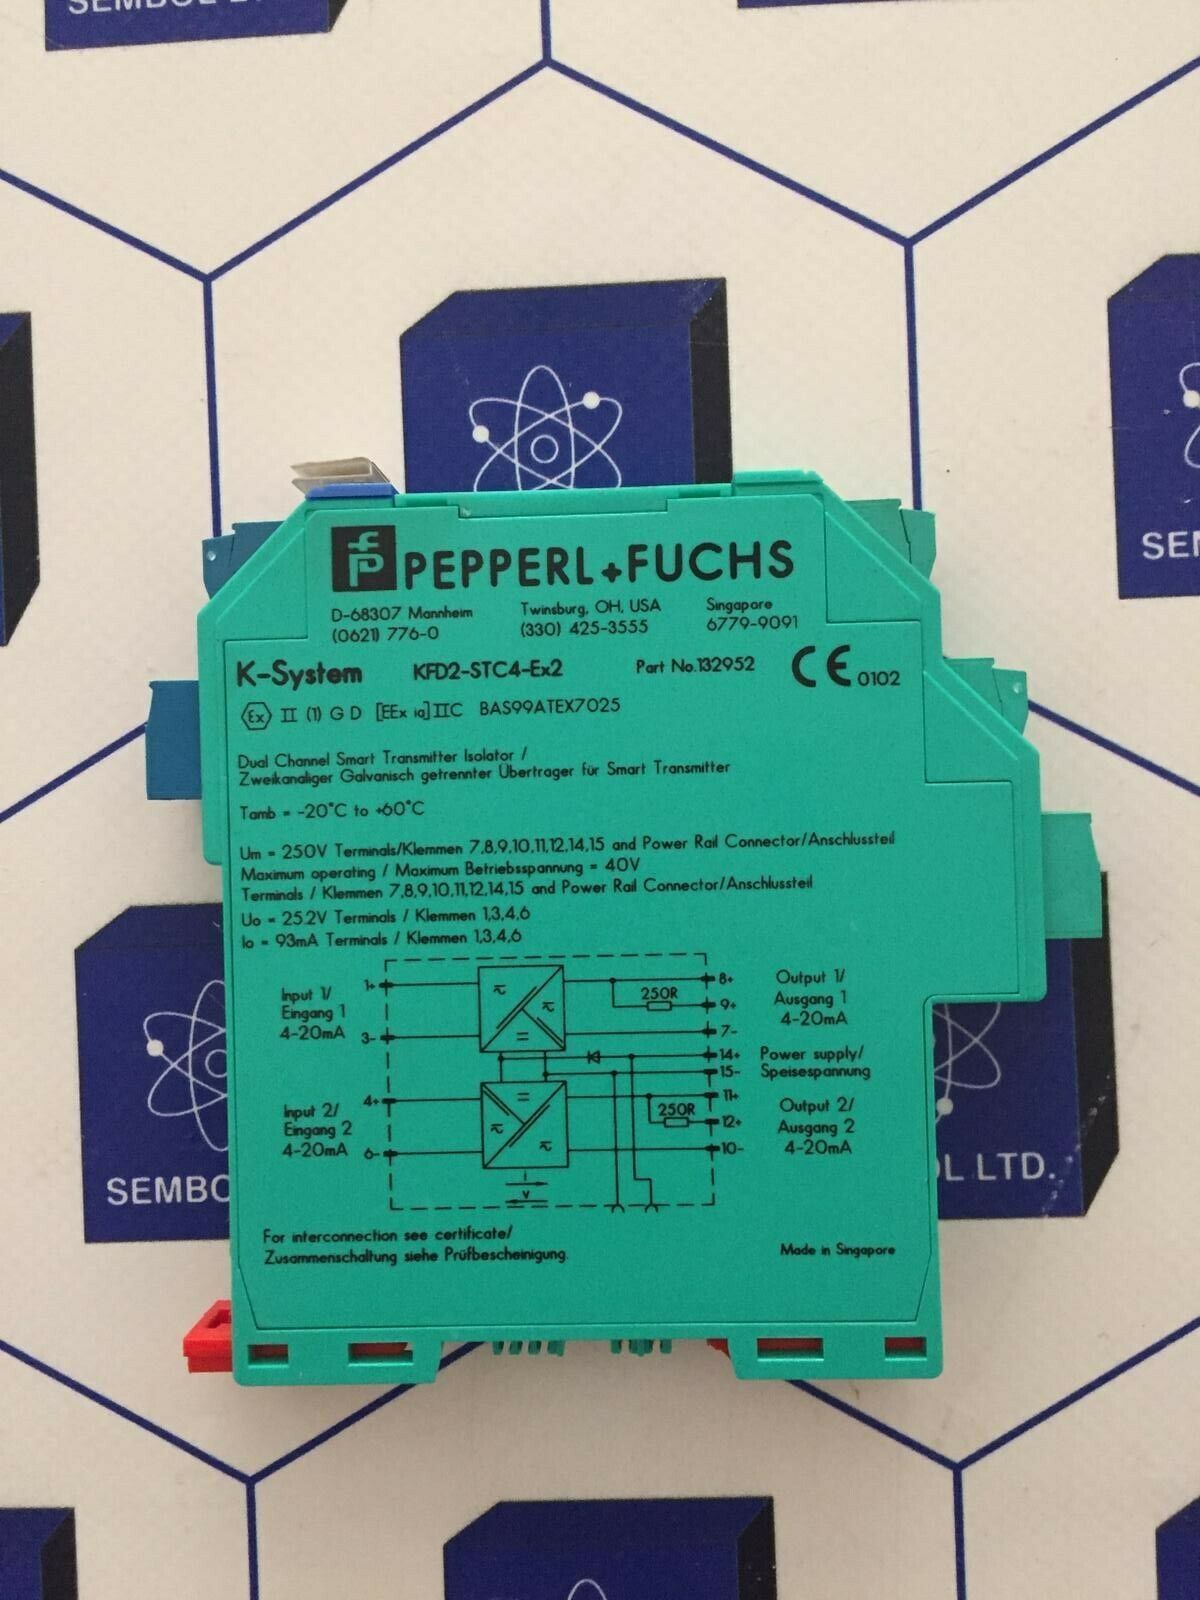 SEMBOL
PEPPERL+FUCHS
D-68307 Mannheim Twinsburg, OH, USA Singapore
(0621) 776-0 (330) 425-3555 6779-9091
K-System KFD2-STC4-Ex2 Part No.132952 CE 0102
Ex II (1) G D [EEx ia] IIC BAS99ATEX7025
Dual Channel Smart Transmitter Isolator /
Zweikanaliger Galvanisch getrennter Übertrager für Smart Transmitter
Tamb = -20°C to +60°C
Um = 250V Terminals/Klemmen 7,8,9,10,11,12,14,15 and Power Rail Connector/Anschlussteil
Maximum operating / Maximum Betriebsspannung = 40V
Terminals / Klemmen 7,8,9,10,11,12,14,15 and Power Rail Connector/Anschlussteil
Uo = 25.2V Terminals / Klemmen 1,3,4,6
Io = 93mA Terminals / Klemmen 1,3,4,6
Input 1/
Eingang 1
4-20mA
1+
3-
250R
8+
9+
7-
Output 1/
Ausgang 1
4-20mA
14+
15-
Power supply/
Speisespannung
Input 2/
Eingang 2
4-20mA
4+
6-
250R
11+
12+
10-
Output 2/
Ausgang 2
4-20mA
I
V
For interconnection see certificate/
Zusammenschaltung siehe Prüfbescheinigung.
Made in Singapore
SEMBO
OL LTD.
SE